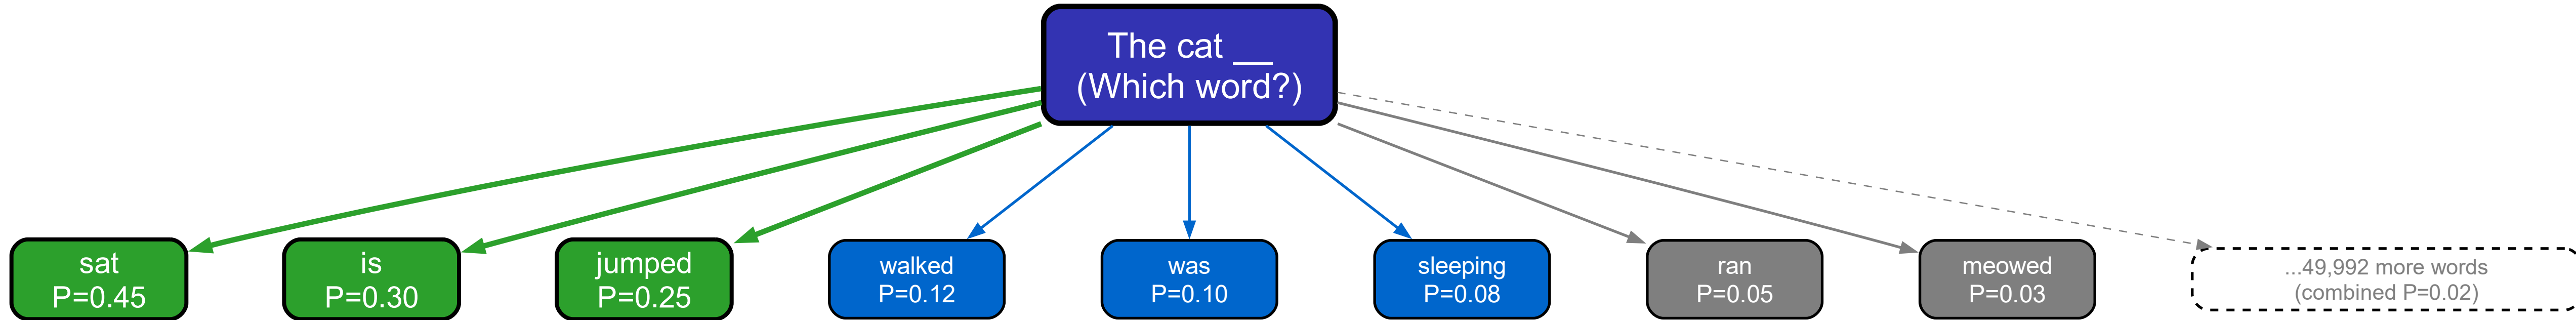 The cat __
(Which word?)
sat
P=0.45
is
P=0.30
jumped
P=0.25
walked
P=0.12
was
P=0.10
sleeping
P=0.08
ran
P=0.05
meowed
P=0.03
...49,992 more words
(combined P=0.02)